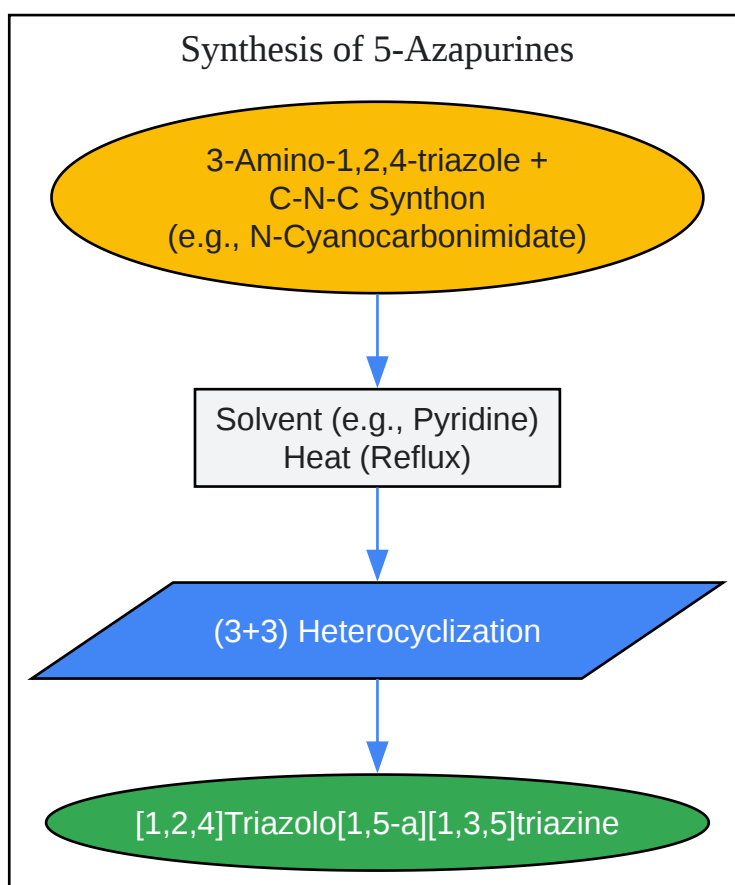 Synthesis of 5-Azapurines
3-Amino-1,2,4-triazole +
C-N-C Synthon
(e.g., N-Cyanocarbonimidate)
Solvent (e.g., Pyridine)
Heat (Reflux)
(3+3) Heterocyclization
[1,2,4]Triazolo[1,5-a][1,3,5]triazine